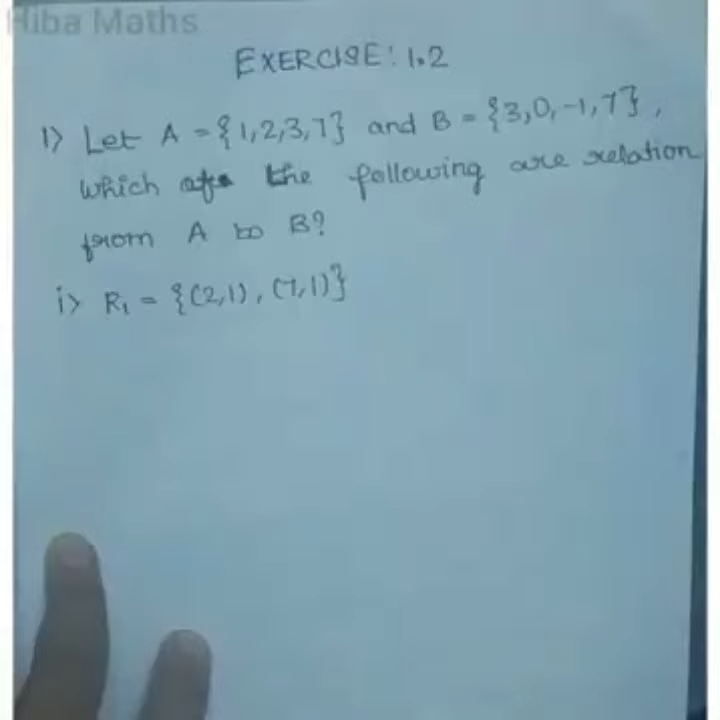 Hiba Maths
EXERCISE: 1.2
1) Let A = {1,2,3,7} and B = {3,0,-1,7},
which of the following are relation
from A to B?
i) R₁ = {(2,1), (7,1)}